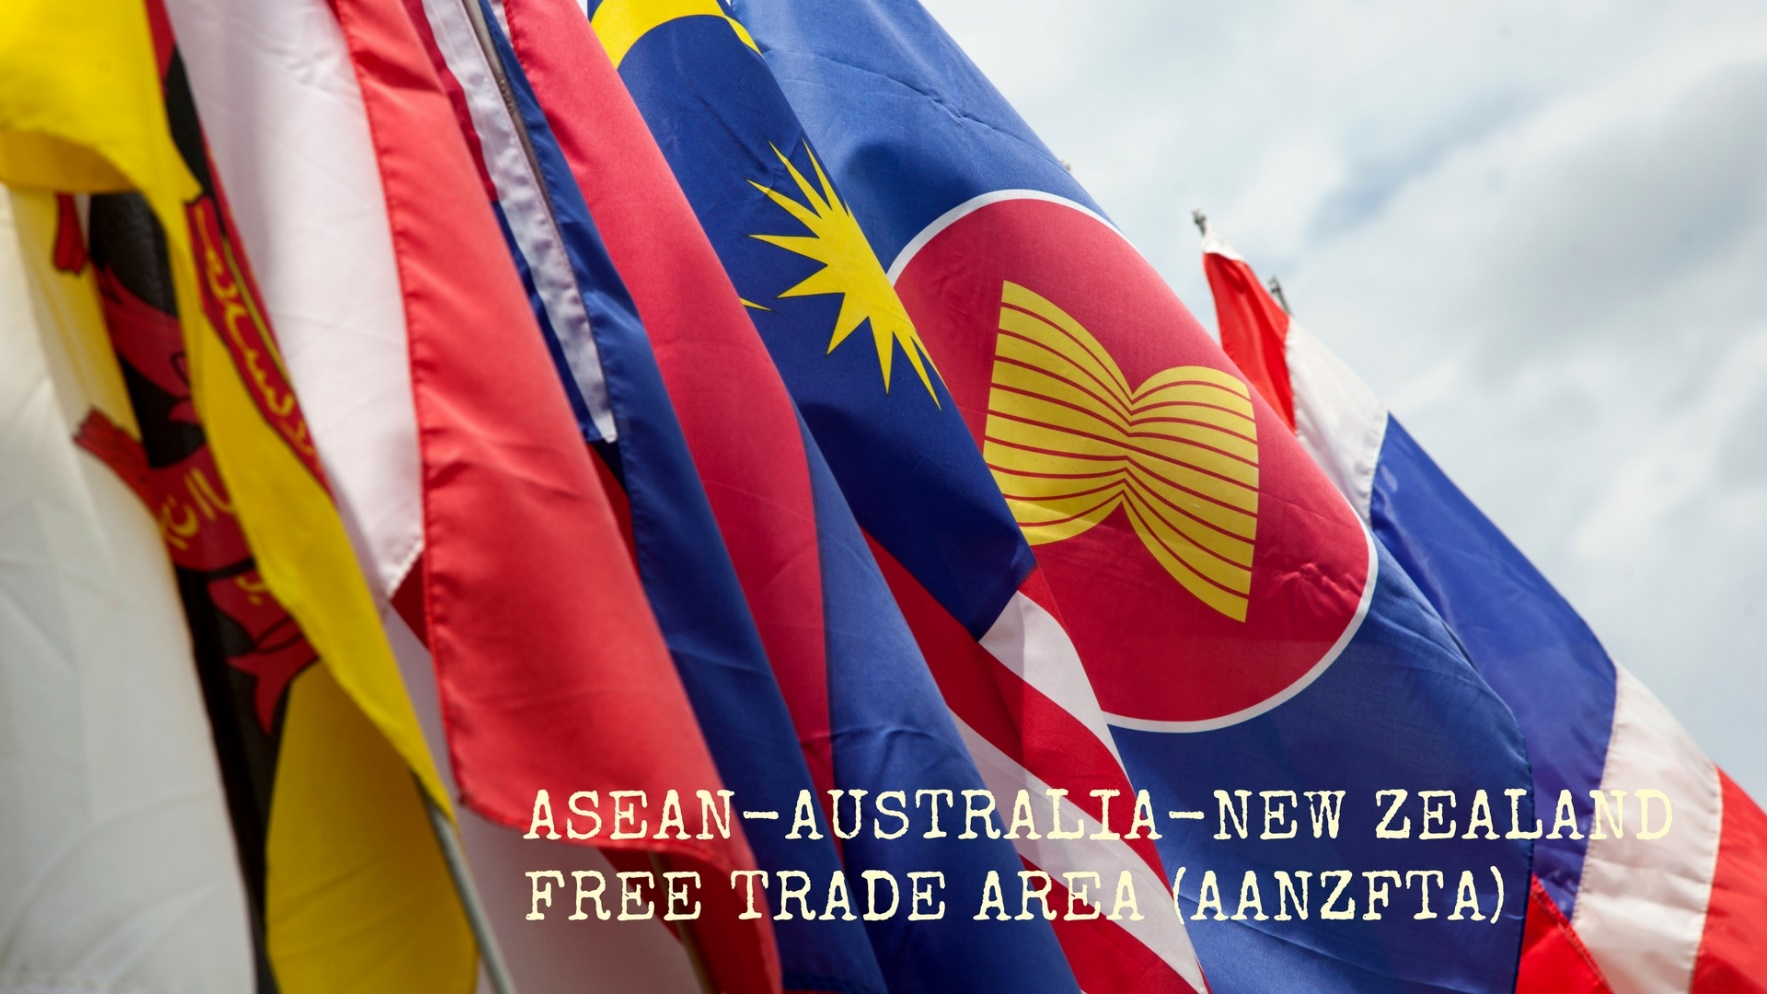 ASEAN-AUSTRALIA-NEW ZEALAND
FREE TRADE AREA (AANZFTA)